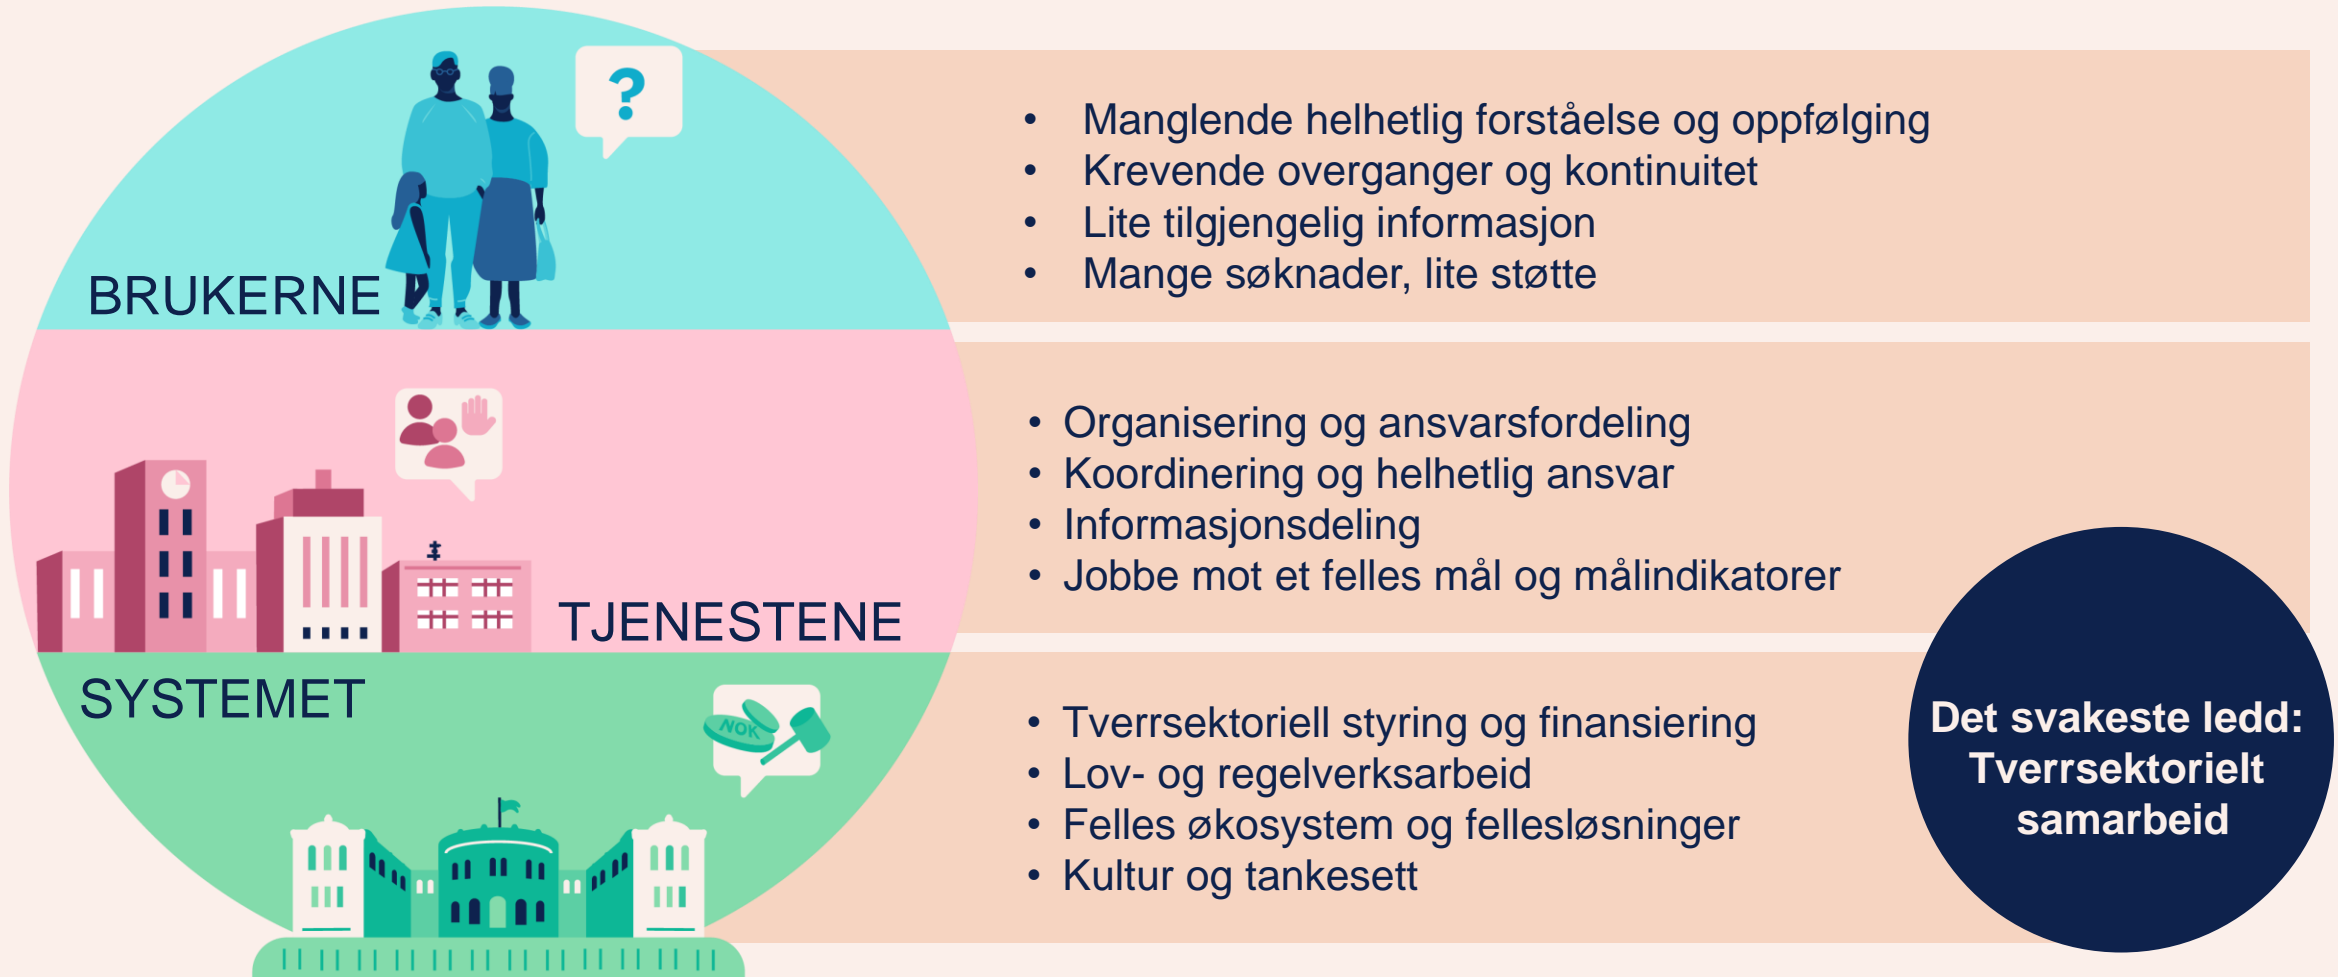 ?
BRUKERNE
• Manglende helhetlig forståelse og oppfølging
• Krevende overganger og kontinuitet
• Lite tilgjengelig informasjon
• Mange søknader, lite støtte
TJENESTENE
• Organisering og ansvarsfordeling
• Koordinering og helhetlig ansvar
• Informasjonsdeling
• Jobbe mot et felles mål og målindikatorer
SYSTEMET
NOK
• Tverrsektoriell styring og finansiering
• Lov- og regelverksarbeid
• Felles økosystem og fellesløsninger
• Kultur og tankesett
Det svakeste ledd:
Tverrsektorielt
samarbeid